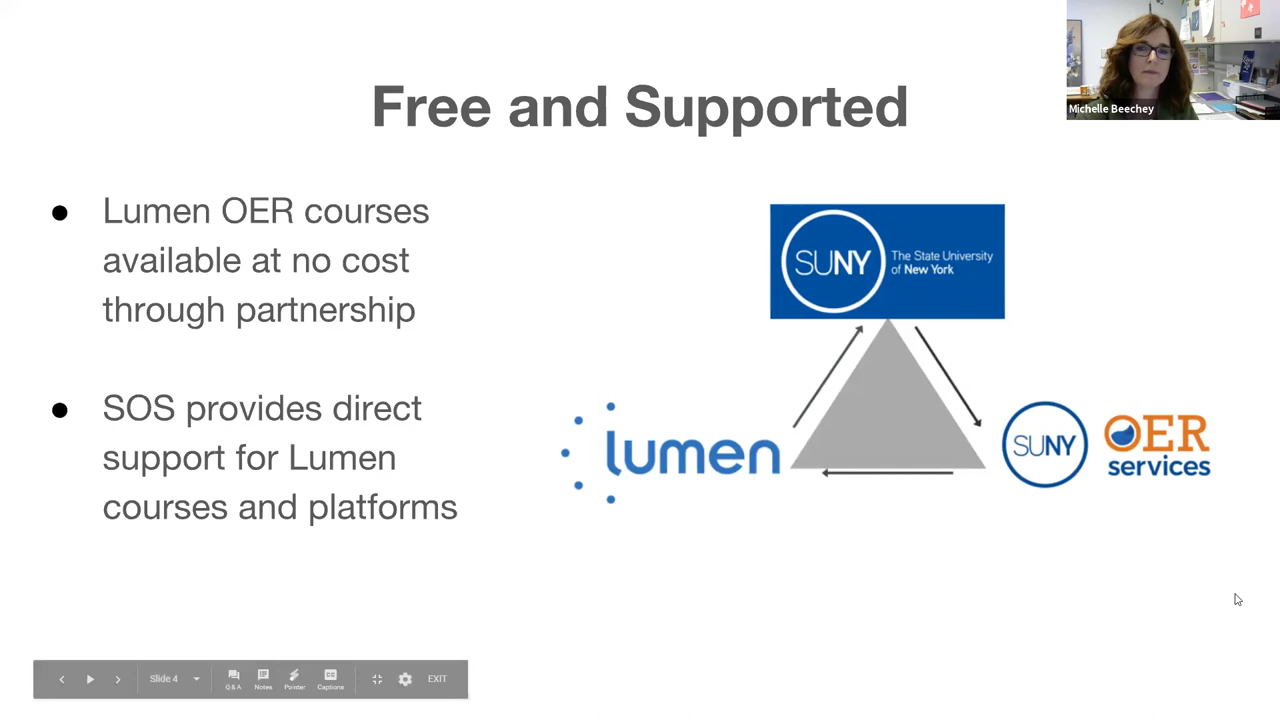 Free and Supported
Michelle Beechey
● Lumen OER courses
available at no cost
through partnership
● SOS provides direct
support for Lumen
courses and platforms
SUNY
The State University
of New York
lumen
SUNY
OER
services
Slide 4
Q & A
Notes
Pointer
CC
Captions
EXIT